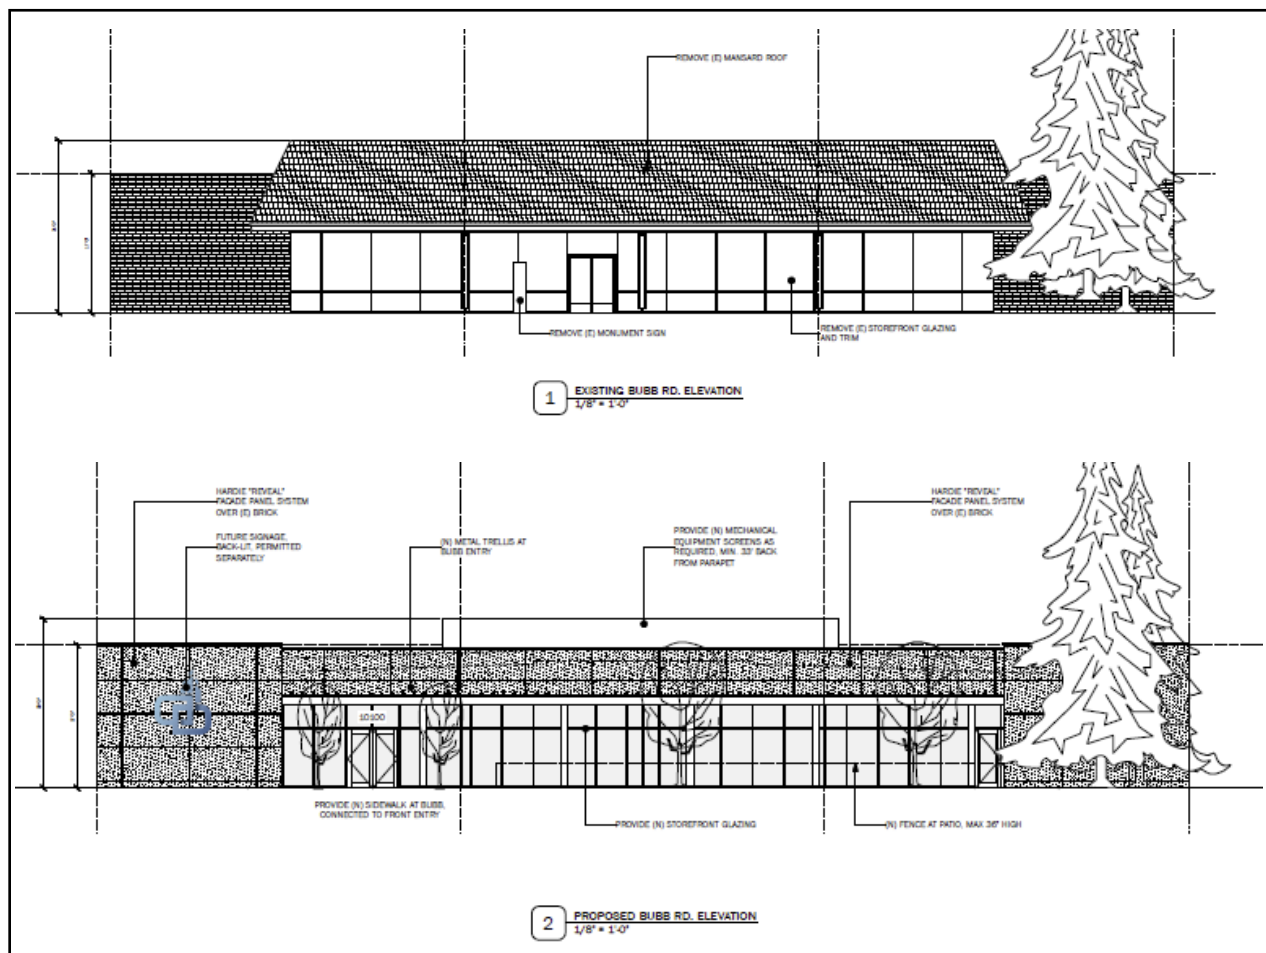 REMOVE (E) MANSARD ROOF
REMOVE (E) MONUMENT SIGN
REMOVE (E) STOREFRONT GLAZING
AND TRIM
1
EXISTING BUBB RD. ELEVATION
1/8" = 1'-0"
HARDIE "REVEAL"
FACADE PANEL SYSTEM
OVER (E) BRICK
FUTURE SIGNAGE,
BACK-LIT, PERMITTED
SEPARATELY
(N) METAL TRELLIS AT
BUBB ENTRY
PROVIDE (N) MECHANICAL
EQUIPMENT SCREENS AS
REQUIRED, MIN. 33' BACK
FROM PARAPET
HARDIE "REVEAL"
FACADE PANEL SYSTEM
OVER (E) BRICK
10100
PROVIDE (N) SIDEWALK AT BUBB,
CONNECTED TO FRONT ENTRY
PROVIDE (N) STOREFRONT GLAZING
(N) FENCE AT PATIO, MAX 36" HIGH
2
PROPOSED BUBB RD. ELEVATION
1/8" = 1'-0"